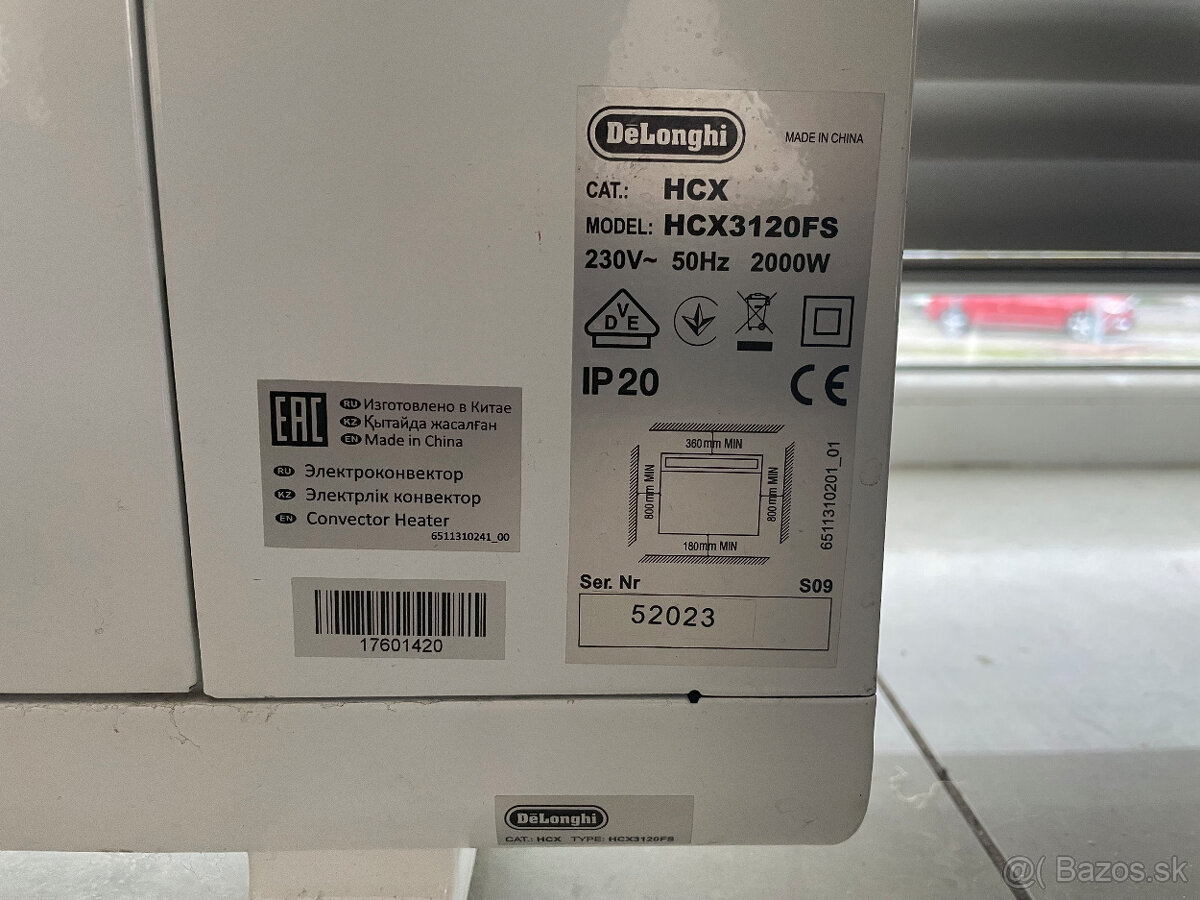 DeLonghi
MADE IN CHINA
CAT.: HCX
MODEL: HCX3120FS
230V~ 50Hz 2000W
DVE
IP20 CE
360mm MIN
800mm MIN
800mm MIN
180mm MIN
6511310201_01
Ser. Nr S09
52023
EAC
RU Изготовлено в Китае
KZ Қытайда жасалған
EN Made in China
RU Электроконвектор
KZ Электрлік конвектор
EN Convector Heater
6511310241_00
17601420
DeLonghi
CAT.: HCX TYPE: HCX3120FS
@( Bazos.sk